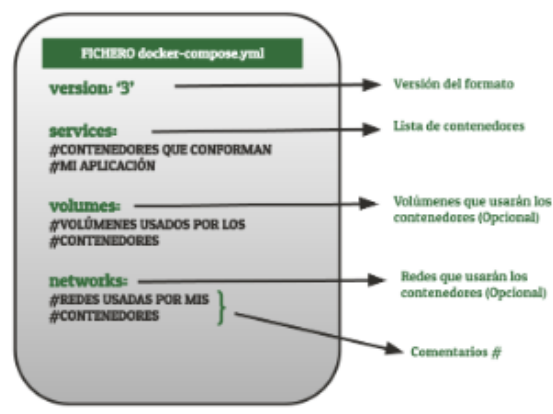 FICHERO docker-compose.yml
version: ‘3’
Versión del formato
services:
Lista de contenedores
#CONTENEDORES QUE CONFORMAN
#MI APLICACIÓN
volumes:
Volúmenes que usarán los
contenedores (Opcional)
#VOLÚMENES USADOS POR LOS
#CONTENEDORES
networks:
Redes que usarán los
contenedores (Opcional)
#REDES USADAS POR MIS
#CONTENEDORES
Comentarios #